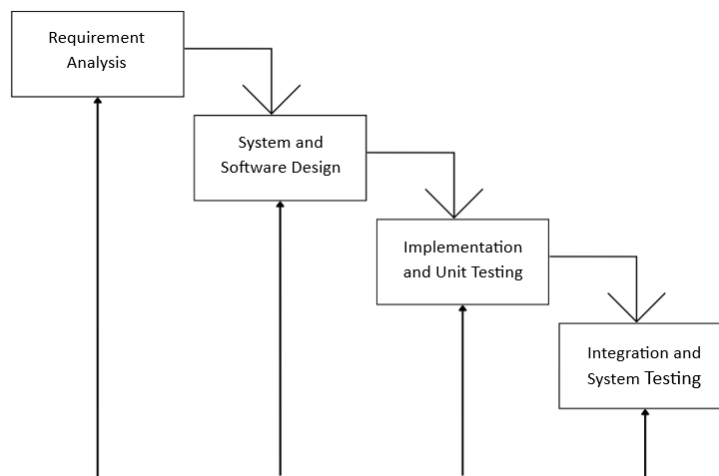 Requirement
Analysis
System and
Software Design
Implementation
and Unit Testing
Integration and
System Testing